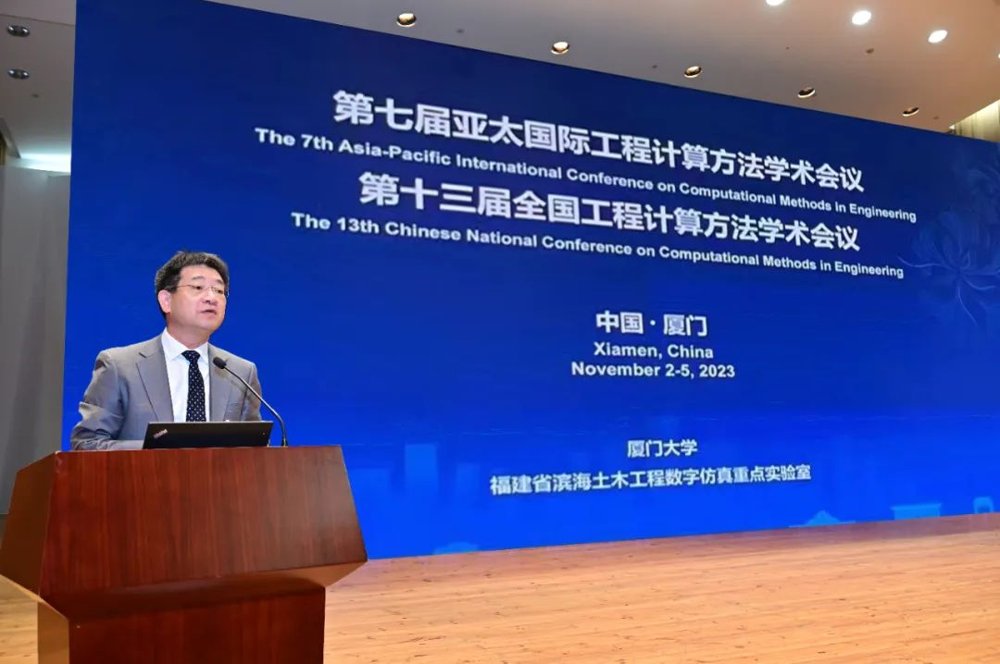 第七届亚太国际工程计算方法学术会议
The 7th Asia-Pacific International Conference on Computational Methods in Engineering
第十三届全国工程计算方法学术会议
The 13th Chinese National Conference on Computational Methods in Engineering
中国·厦门
Xiamen, China
November 2-5, 2023
厦门大学
福建省滨海土木工程数字仿真重点实验室
ThinkPad